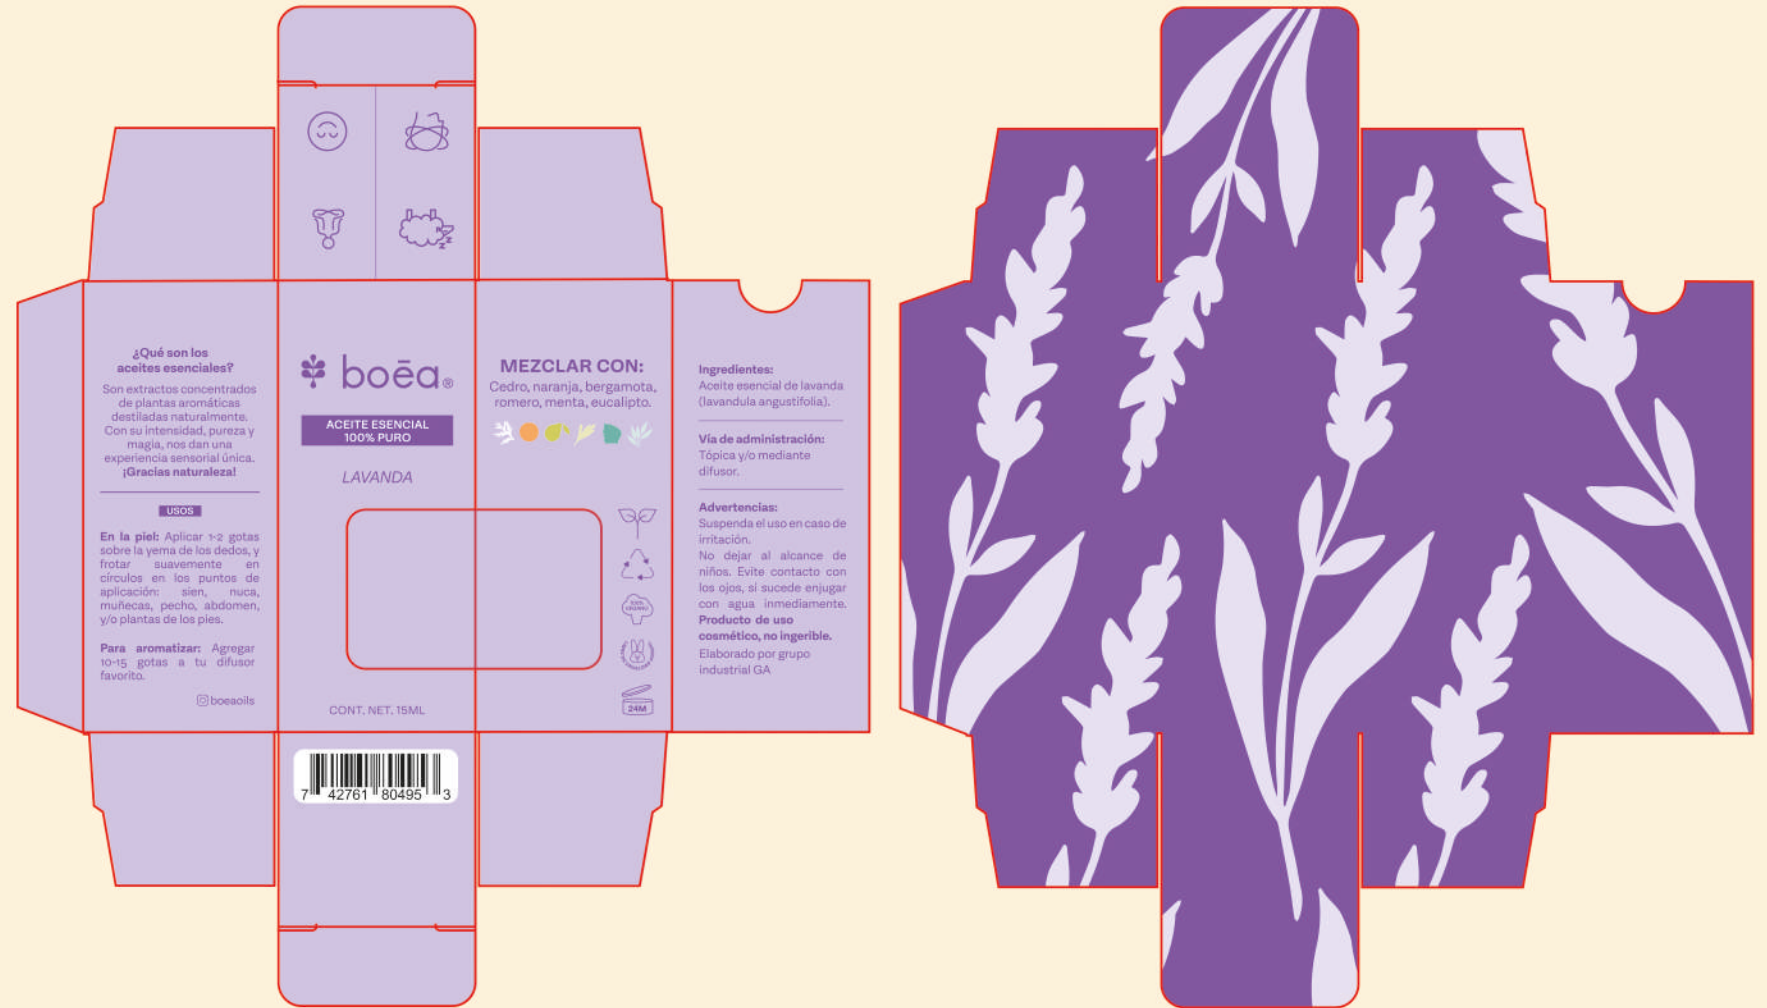 ¿Qué son los
aceites esenciales?
Son extractos concentrados
de plantas aromáticas
destiladas naturalmente.
Con su intensidad, pureza y
magia, nos dan una
experiencia sensorial única.
¡Gracias naturaleza!
USOS
En la piel: Aplicar 1-2 gotas
sobre la yema de los dedos, y
frotar suavemente en
círculos en los puntos de
aplicación: sien, nuca,
muñecas, pecho, abdomen,
y/o plantas de los pies.
Para aromatizar: Agregar
10-15 gotas a tu difusor
favorito.
boeaoils
boēa®
ACEITE ESENCIAL
100% PURO
LAVANDA
CONT. NET. 15ML
7 42761 80495 3
MEZCLAR CON:
Cedro, naranja, bergamota,
romero, menta, eucalipto.
24M
Ingredientes:
Aceite esencial de lavanda
(lavandula angustifolia).
Vía de administración:
Tópica y/o mediante
difusor.
Advertencias:
Suspenda el uso en caso de
irritación.
No dejar al alcance de
niños. Evite contacto con
los ojos, si sucede enjugar
con agua inmediamente.
Producto de uso
cosmético, no ingerible.
Elaborado por grupo
industrial GA